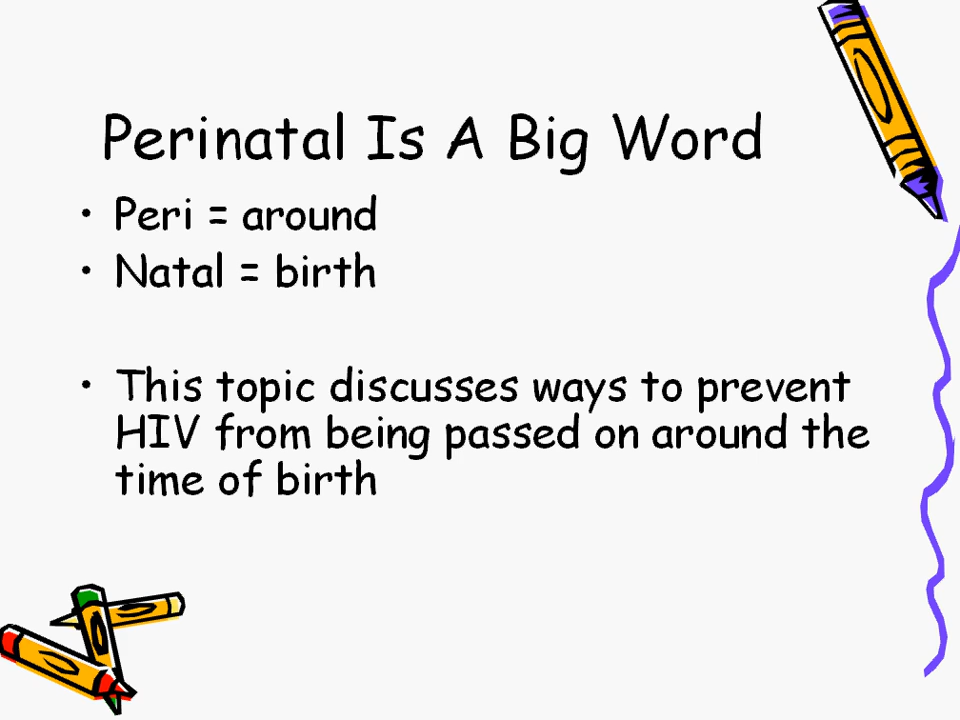 Perinatal Is A Big Word
• Peri = around
• Natal = birth
• This topic discusses ways to prevent
HIV from being passed on around the
time of birth